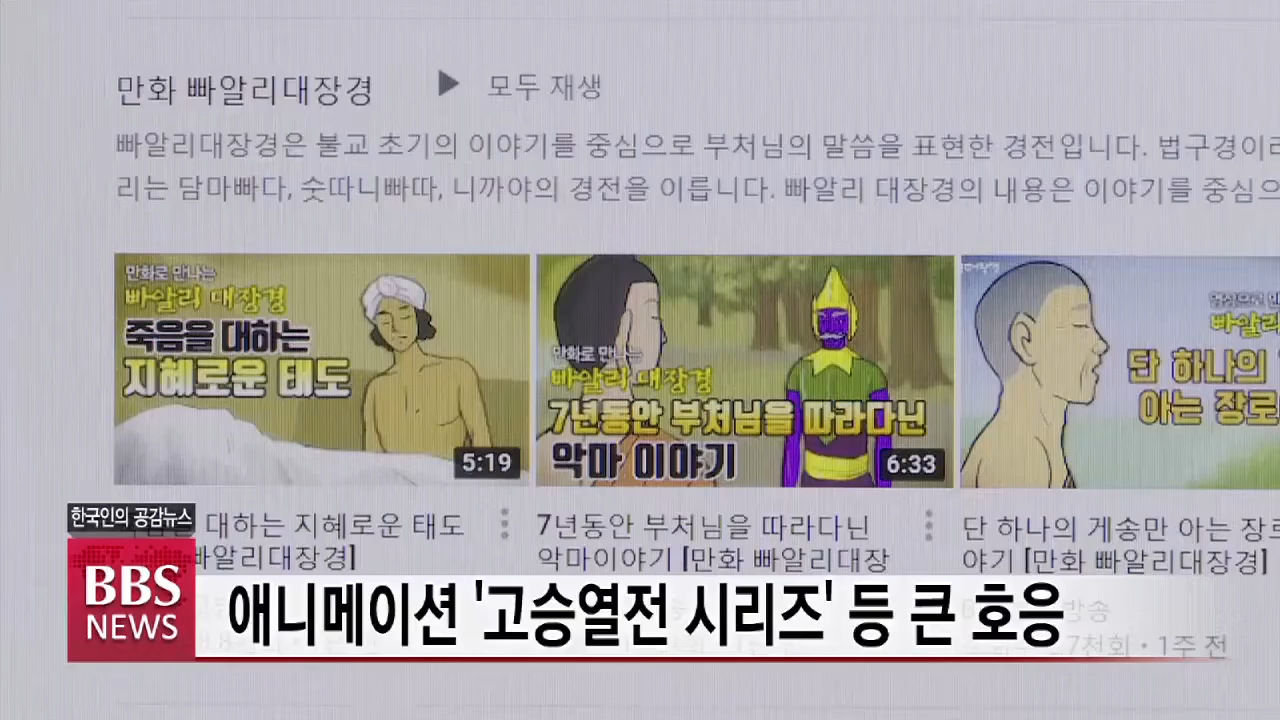 만화 빠알리대장경 ▶ 모두 재생
빠알리대장경은 불교 초기의 이야기를 중심으로 부처님의 말씀을 표현한 경전입니다. 법구경이라
리는 담마빠다, 숫따니빠따, 니까야의 경전을 이룹니다. 빠알리 대장경의 내용은 이야기를 중심으
만화로 만나는
빠알리 대장경
죽음을 대하는
지혜로운 태도
5:19
만화로 만나는
빠알리 대장경
7년동안 부처님을 따라다닌
악마 이야기
6:33
단 하나의
아는 장로
대하는 지혜로운 태도
빠알리대장경]
7년동안 부처님을 따라다닌
악마이야기 [만화 빠알리대장
단 하나의 게송만 아는 장로
야기 [만화 빠알리대장경]
한국인의 공감뉴스
BBS
NEWS
애니메이션 '고승열전 시리즈' 등 큰 호응
방송
7천회 • 1주 전